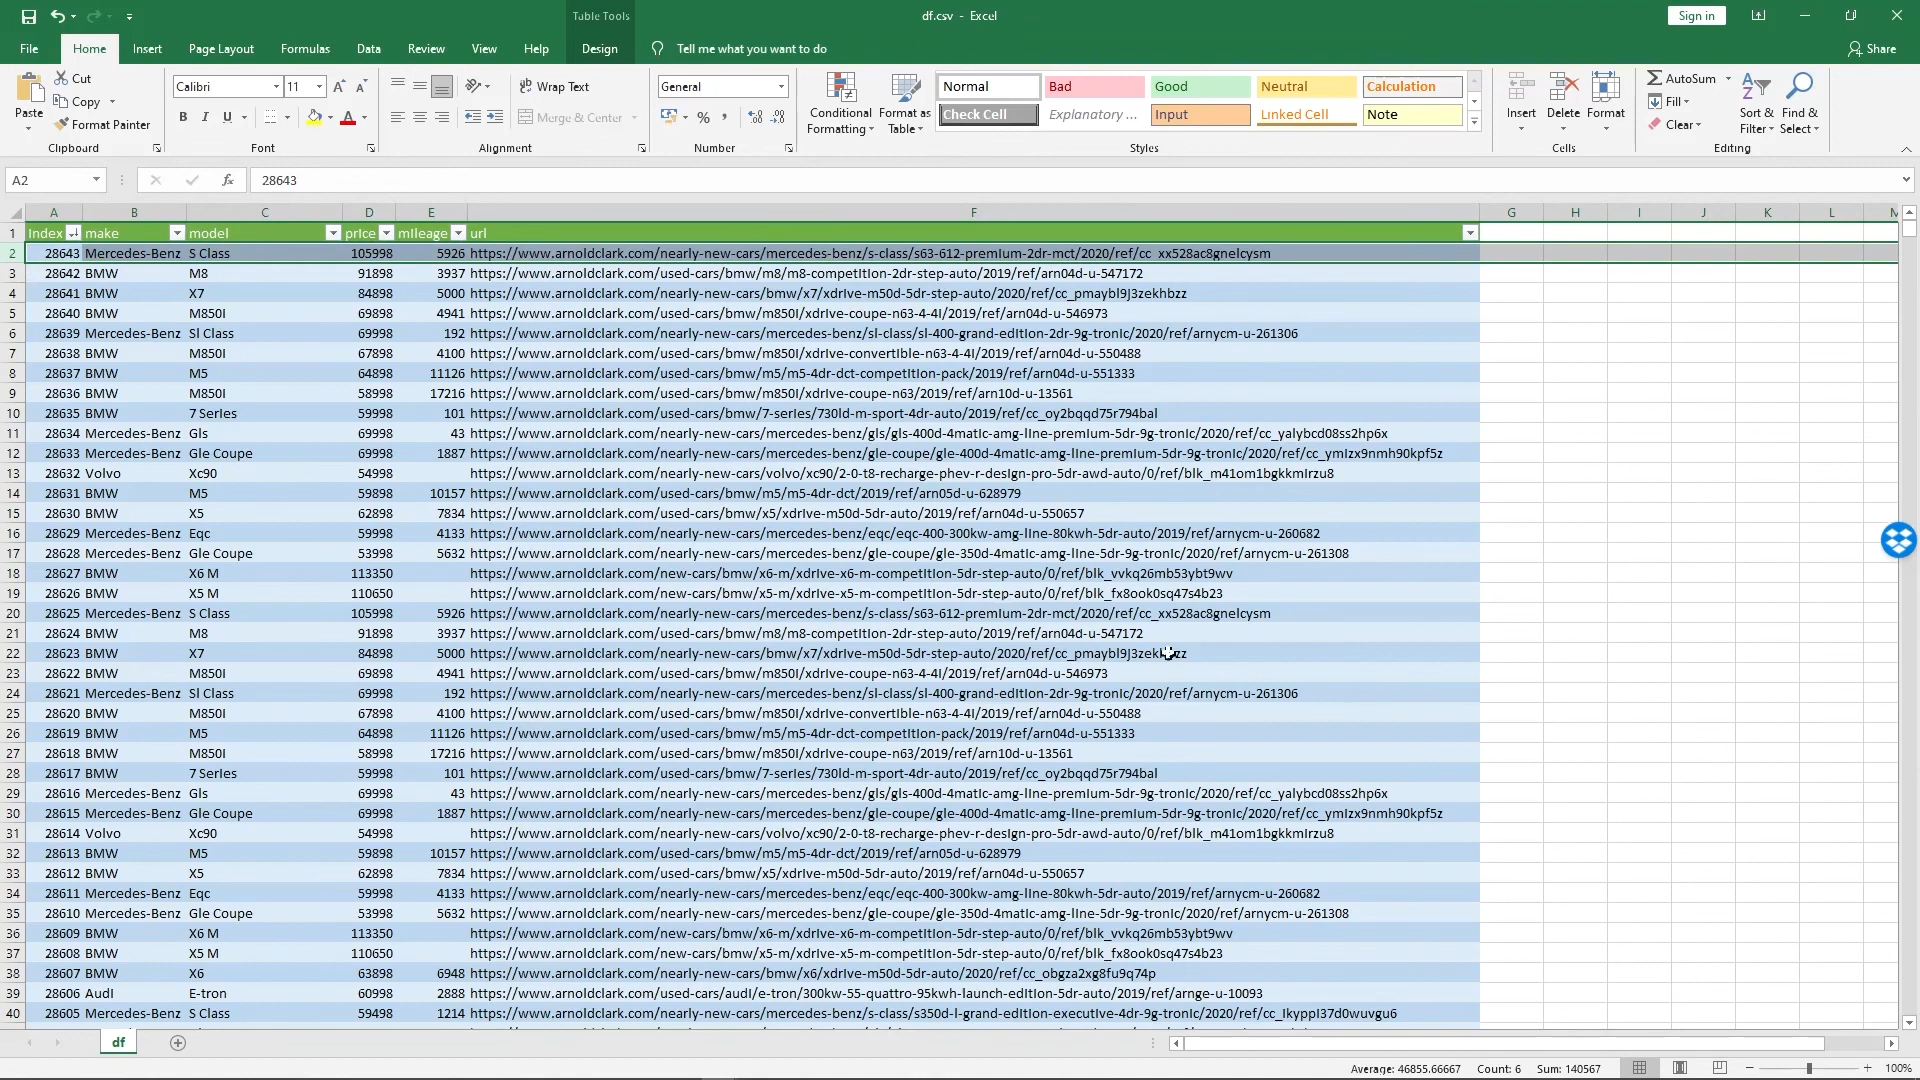 Table Tools
df.csv - Excel
Sign in
File Home Insert Page Layout Formulas Data Review View Help Design Tell me what you want to do Share
Paste Cut Copy Format Painter Clipboard
Calibri 11 Font
Wrap Text Merge & Center Alignment
General Number
Conditional Formatting Format as Table
Normal Bad Good Neutral Calculation
Check Cell Explanatory ... Input Linked Cell Note
Styles
Insert Delete Format Cells
AutoSum Fill Clear Sort & Filter Find & Select Editing
A2 fx 28643
A B C D E F G H I J K L M
1 Index make model price mileage url
2 28643 Mercedes-Benz S Class 105998 5926 https://www.arnoldclark.com/nearly-new-cars/mercedes-benz/s-class/s63-612-premium-2dr-mct/2020/ref/cc_xx528ac8gnelcysm
3 28642 BMW M8 91898 3937 https://www.arnoldclark.com/used-cars/bmw/m8/m8-competition-2dr-step-auto/2019/ref/arn04d-u-547172
4 28641 BMW X7 84898 5000 https://www.arnoldclark.com/nearly-new-cars/bmw/x7/xdrive-m50d-5dr-step-auto/2020/ref/cc_pmaybl9j3zekhbzz
5 28640 BMW M850I 69898 4941 https://www.arnoldclark.com/used-cars/bmw/m850i/xdrive-coupe-n63-4-4i/2019/ref/arn04d-u-546973
6 28639 Mercedes-Benz Sl Class 69998 192 https://www.arnoldclark.com/nearly-new-cars/mercedes-benz/sl-class/sl-400-grand-edition-2dr-9g-tronic/2020/ref/arnycm-u-261306
7 28638 BMW M850I 67898 4100 https://www.arnoldclark.com/used-cars/bmw/m850i/xdrive-convertible-n63-4-4i/2019/ref/arn04d-u-550488
8 28637 BMW M5 64898 11126 https://www.arnoldclark.com/used-cars/bmw/m5/m5-4dr-dct-competition-pack/2019/ref/arn04d-u-551333
9 28636 BMW M850I 58998 17216 https://www.arnoldclark.com/used-cars/bmw/m850i/xdrive-coupe-n63/2019/ref/arn10d-u-13561
10 28635 BMW 7 Series 59998 101 https://www.arnoldclark.com/used-cars/bmw/7-series/730ld-m-sport-4dr-auto/2019/ref/cc_oy2bqqd75r794bal
11 28634 Mercedes-Benz Gls 69998 43 https://www.arnoldclark.com/nearly-new-cars/mercedes-benz/gls/gls-400d-4matic-amg-line-premium-5dr-9g-tronic/2020/ref/cc_yalybcd08ss2hp6x
12 28633 Mercedes-Benz Gle Coupe 69998 1887 https://www.arnoldclark.com/nearly-new-cars/mercedes-benz/gle-coupe/gle-400d-4matic-amg-line-premium-5dr-9g-tronic/2020/ref/cc_ymizx9nmh90kpf5z
13 28632 Volvo Xc90 54998 https://www.arnoldclark.com/nearly-new-cars/volvo/xc90/2-0-t8-recharge-phev-r-design-pro-5dr-awd-auto/0/ref/blk_m41om1bgkkmirzu8
14 28631 BMW M5 59898 10157 https://www.arnoldclark.com/used-cars/bmw/m5/m5-4dr-dct/2019/ref/arn05d-u-628979
15 28630 BMW X5 62898 7834 https://www.arnoldclark.com/used-cars/bmw/x5/xdrive-m50d-5dr-auto/2019/ref/arn04d-u-550657
16 28629 Mercedes-Benz Eqc 59998 4133 https://www.arnoldclark.com/nearly-new-cars/mercedes-benz/eqc/eqc-400-300kw-amg-line-80kwh-5dr-auto/2019/ref/arnycm-u-260682
17 28628 Mercedes-Benz Gle Coupe 53998 5632 https://www.arnoldclark.com/nearly-new-cars/mercedes-benz/gle-coupe/gle-350d-4matic-amg-line-5dr-9g-tronic/2019/ref/arnycm-u-261308
18 28627 BMW X6 M 113350 https://www.arnoldclark.com/new-cars/bmw/x6-m/xdrive-x6-m-competition-5dr-step-auto/0/ref/blk_vvkq26mb53ybt9wv
19 28626 BMW X5 M 110650 https://www.arnoldclark.com/new-cars/bmw/x5-m/xdrive-x5-m-competition-5dr-step-auto/0/ref/blk_fx8ook0sq47s4b23
20 28625 Mercedes-Benz S Class 105998 5926 https://www.arnoldclark.com/nearly-new-cars/mercedes-benz/s-class/s63-612-premium-2dr-mct/2020/ref/cc_xx528ac8gnelcysm
21 28624 BMW M8 91898 3937 https://www.arnoldclark.com/used-cars/bmw/m8/m8-competition-2dr-step-auto/2019/ref/arn04d-u-547172
22 28623 BMW X7 84898 5000
23 28622 BMW M850I 69898 4941 https://www.arnoldclark.com/used-cars/bmw/m850i/xdrive-coupe-n63-4-4i/2019/ref/arn04d-u-546973
24 28621 Mercedes-Benz Sl Class 69998 192 https://www.arnoldclark.com/nearly-new-cars/mercedes-benz/sl-class/sl-400-grand-edition-2dr-9g-tronic/2020/ref/arnycm-u-261306
25 28620 BMW M850I 67898 4100 https://www.arnoldclark.com/used-cars/bmw/m850i/xdrive-convertible-n63-4-4i/2019/ref/arn04d-u-550488
26 28619 BMW M5 64898 11126 https://www.arnoldclark.com/used-cars/bmw/m5/m5-4dr-dct-competition-pack/2019/ref/arn04d-u-551333
27 28618 BMW M850I 58998 17216 https://www.arnoldclark.com/used-cars/bmw/m850i/xdrive-coupe-n63/2019/ref/arn10d-u-13561
28 28617 BMW 7 Series 59998 101 https://www.arnoldclark.com/used-cars/bmw/7-series/730ld-m-sport-4dr-auto/2019/ref/cc_oy2bqqd75r794bal
29 28616 Mercedes-Benz Gls 69998 43 https://www.arnoldclark.com/nearly-new-cars/mercedes-benz/gls/gls-400d-4matic-amg-line-premium-5dr-9g-tronic/2020/ref/cc_yalybcd08ss2hp6x
30 28615 Mercedes-Benz Gle Coupe 69998 1887 https://www.arnoldclark.com/nearly-new-cars/mercedes-benz/gle-coupe/gle-400d-4matic-amg-line-premium-5dr-9g-tronic/2020/ref/cc_ymizx9nmh90kpf5z
31 28614 Volvo Xc90 54998 https://www.arnoldclark.com/nearly-new-cars/volvo/xc90/2-0-t8-recharge-phev-r-design-pro-5dr-awd-auto/0/ref/blk_m41om1bgkkmirzu8
32 28613 BMW M5 59898 10157 https://www.arnoldclark.com/used-cars/bmw/m5/m5-4dr-dct/2019/ref/arn05d-u-628979
33 28612 BMW X5 62898 7834 https://www.arnoldclark.com/used-cars/bmw/x5/xdrive-m50d-5dr-auto/2019/ref/arn04d-u-550657
34 28611 Mercedes-Benz Eqc 59998 4133 https://www.arnoldclark.com/nearly-new-cars/mercedes-benz/eqc/eqc-400-300kw-amg-line-80kwh-5dr-auto/2019/ref/arnycm-u-260682
35 28610 Mercedes-Benz Gle Coupe 53998 5632 https://www.arnoldclark.com/nearly-new-cars/mercedes-benz/gle-coupe/gle-350d-4matic-amg-line-5dr-9g-tronic/2019/ref/arnycm-u-261308
36 28609 BMW X6 M 113350 https://www.arnoldclark.com/new-cars/bmw/x6-m/xdrive-x6-m-competition-5dr-step-auto/0/ref/blk_vvkq26mb53ybt9wv
37 28608 BMW X5 M 110650 https://www.arnoldclark.com/new-cars/bmw/x5-m/xdrive-x5-m-competition-5dr-step-auto/0/ref/blk_fx8ook0sq47s4b23
38 28607 BMW X6 63898 6948 https://www.arnoldclark.com/nearly-new-cars/bmw/x6/xdrive-m50d-5dr-auto/2020/ref/cc_obgza2xg8fu9q74p
39 28606 Audi E-tron 60998 2888 https://www.arnoldclark.com/used-cars/audi/e-tron/300kw-55-quattro-95kwh-launch-edition-5dr-auto/2019/ref/arnge-u-10093
40 28605 Mercedes-Benz S Class 59498 1214 https://www.arnoldclark.com/nearly-new-cars/mercedes-benz/s-class/s350d-l-grand-edition-executive-4dr-9g-tronic/2020/ref/cc_ikyppi37d0wuvgu6
df
Average: 46855.66667 Count: 6 Sum: 140567 100%